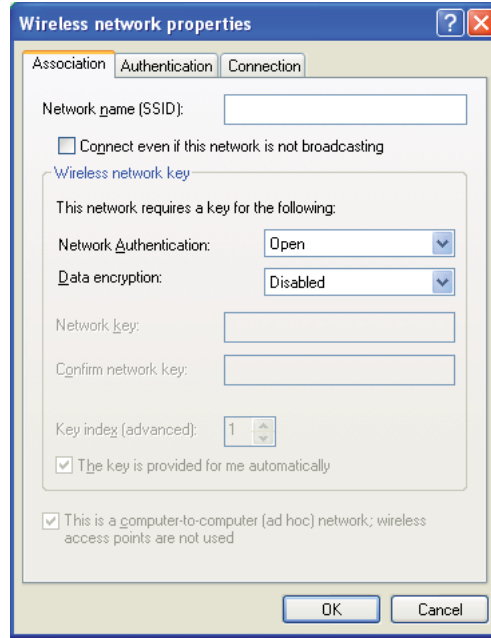 Wireless network properties
Association Authentication Connection
Network name (SSID):
Connect even if this network is not broadcasting
Wireless network key
This network requires a key for the following:
Network Authentication: Open
Data encryption: Disabled
Network key:
Confirm network key:
Key index (advanced): 1
The key is provided for me automatically
This is a computer-to-computer (ad hoc) network; wireless
access points are not used
OK Cancel